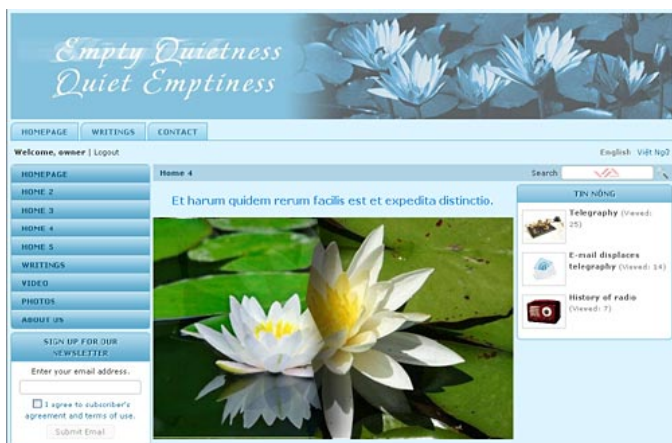 Empty Quietness
Quiet Emptiness
HOMEPAGE WRITINGS CONTACT
Welcome, owner | Logout English Việt Ngữ
HOMEPAGE
HOME 2
HOME 3
HOME 4
HOME 5
WRITINGS
VIDEO
PHOTOS
ABOUT US
SIGN UP FOR OUR
NEWSLETTER
Enter your email address.
I agree to subscriber's
agreement and terms of use.
Submit Email
Home 4
Search
Et harum quidem rerum facilis est et expedita distinctio.
TIN NÓNG
Telegraphy (Viewed:
25)
E-mail displaces
telegraphy (Viewed: 14)
History of radio
(Viewed: 7)